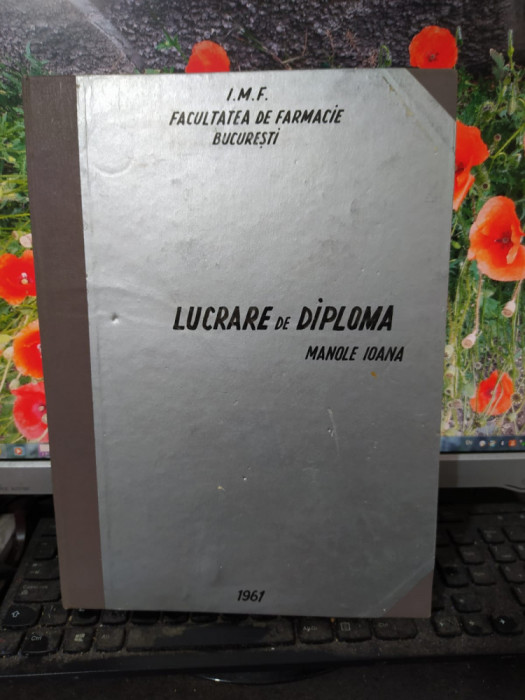 I.M.F.
FACULTATEA DE FARMACiE
BUCUREȘTi
LUCRARE DE DiPLOMA
MANOLE IOANA
1961